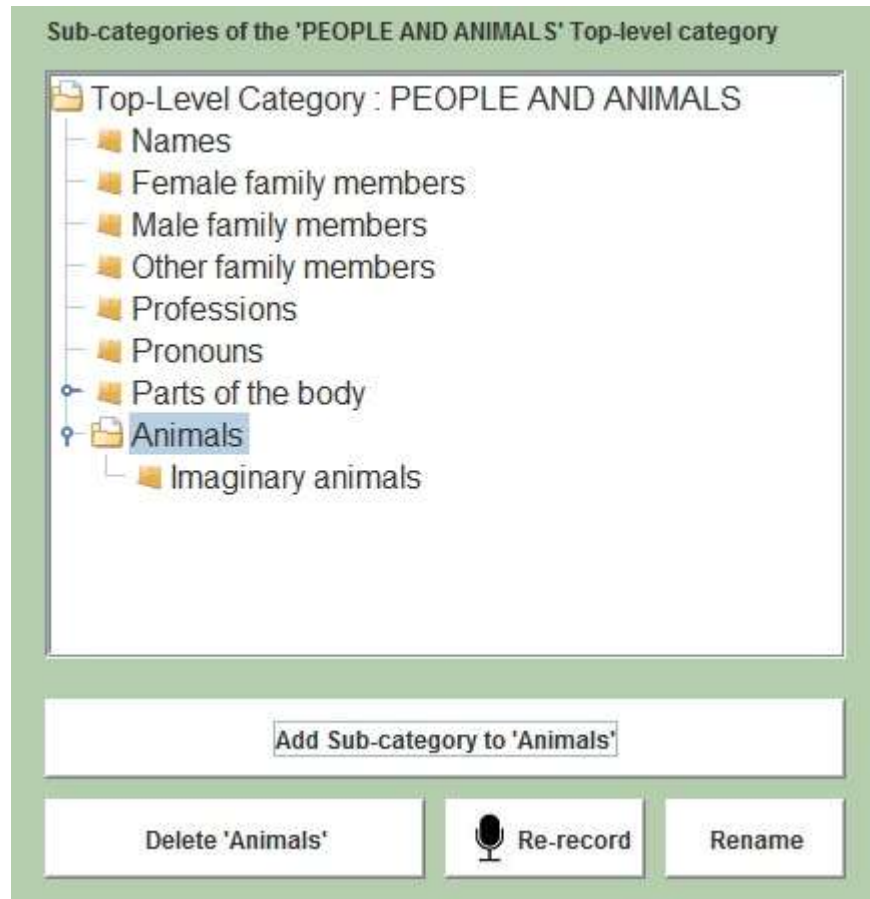 Sub-categories of the 'PEOPLE AND ANIMALS' Top-level category
Top-Level Category : PEOPLE AND ANIMALS
Names
Female family members
Male family members
Other family members
Professions
Pronouns
Parts of the body
Animals
Imaginary animals
Add Sub-category to 'Animals'
Delete 'Animals' Re-record Rename